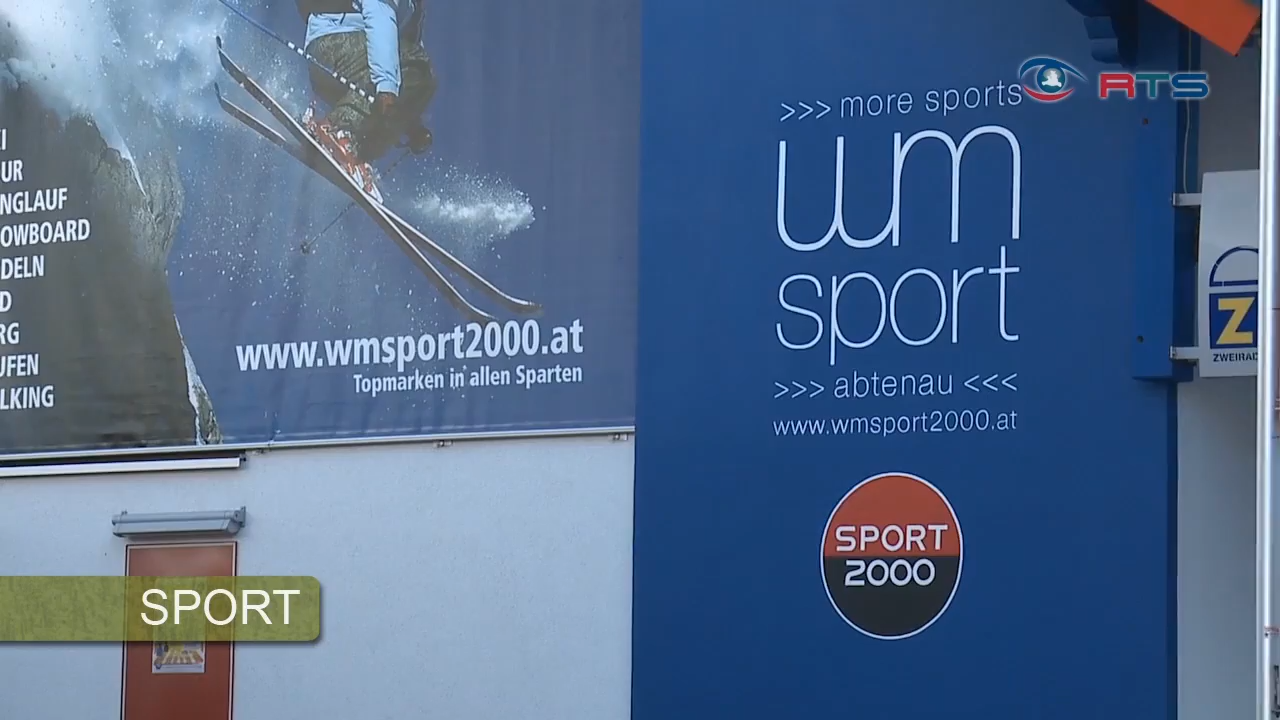 I
UR
NGLAUF
OWBOARD
DELN
D
RG
UFEN
LKING
www.wmsport2000.at
Topmarken in allen Sparten
>>> more sports
wm
sport
>>> abtenau <<<
www.wmsport2000.at
SPORT
2000
RTS
Z
ZWEIRAD
SPORT